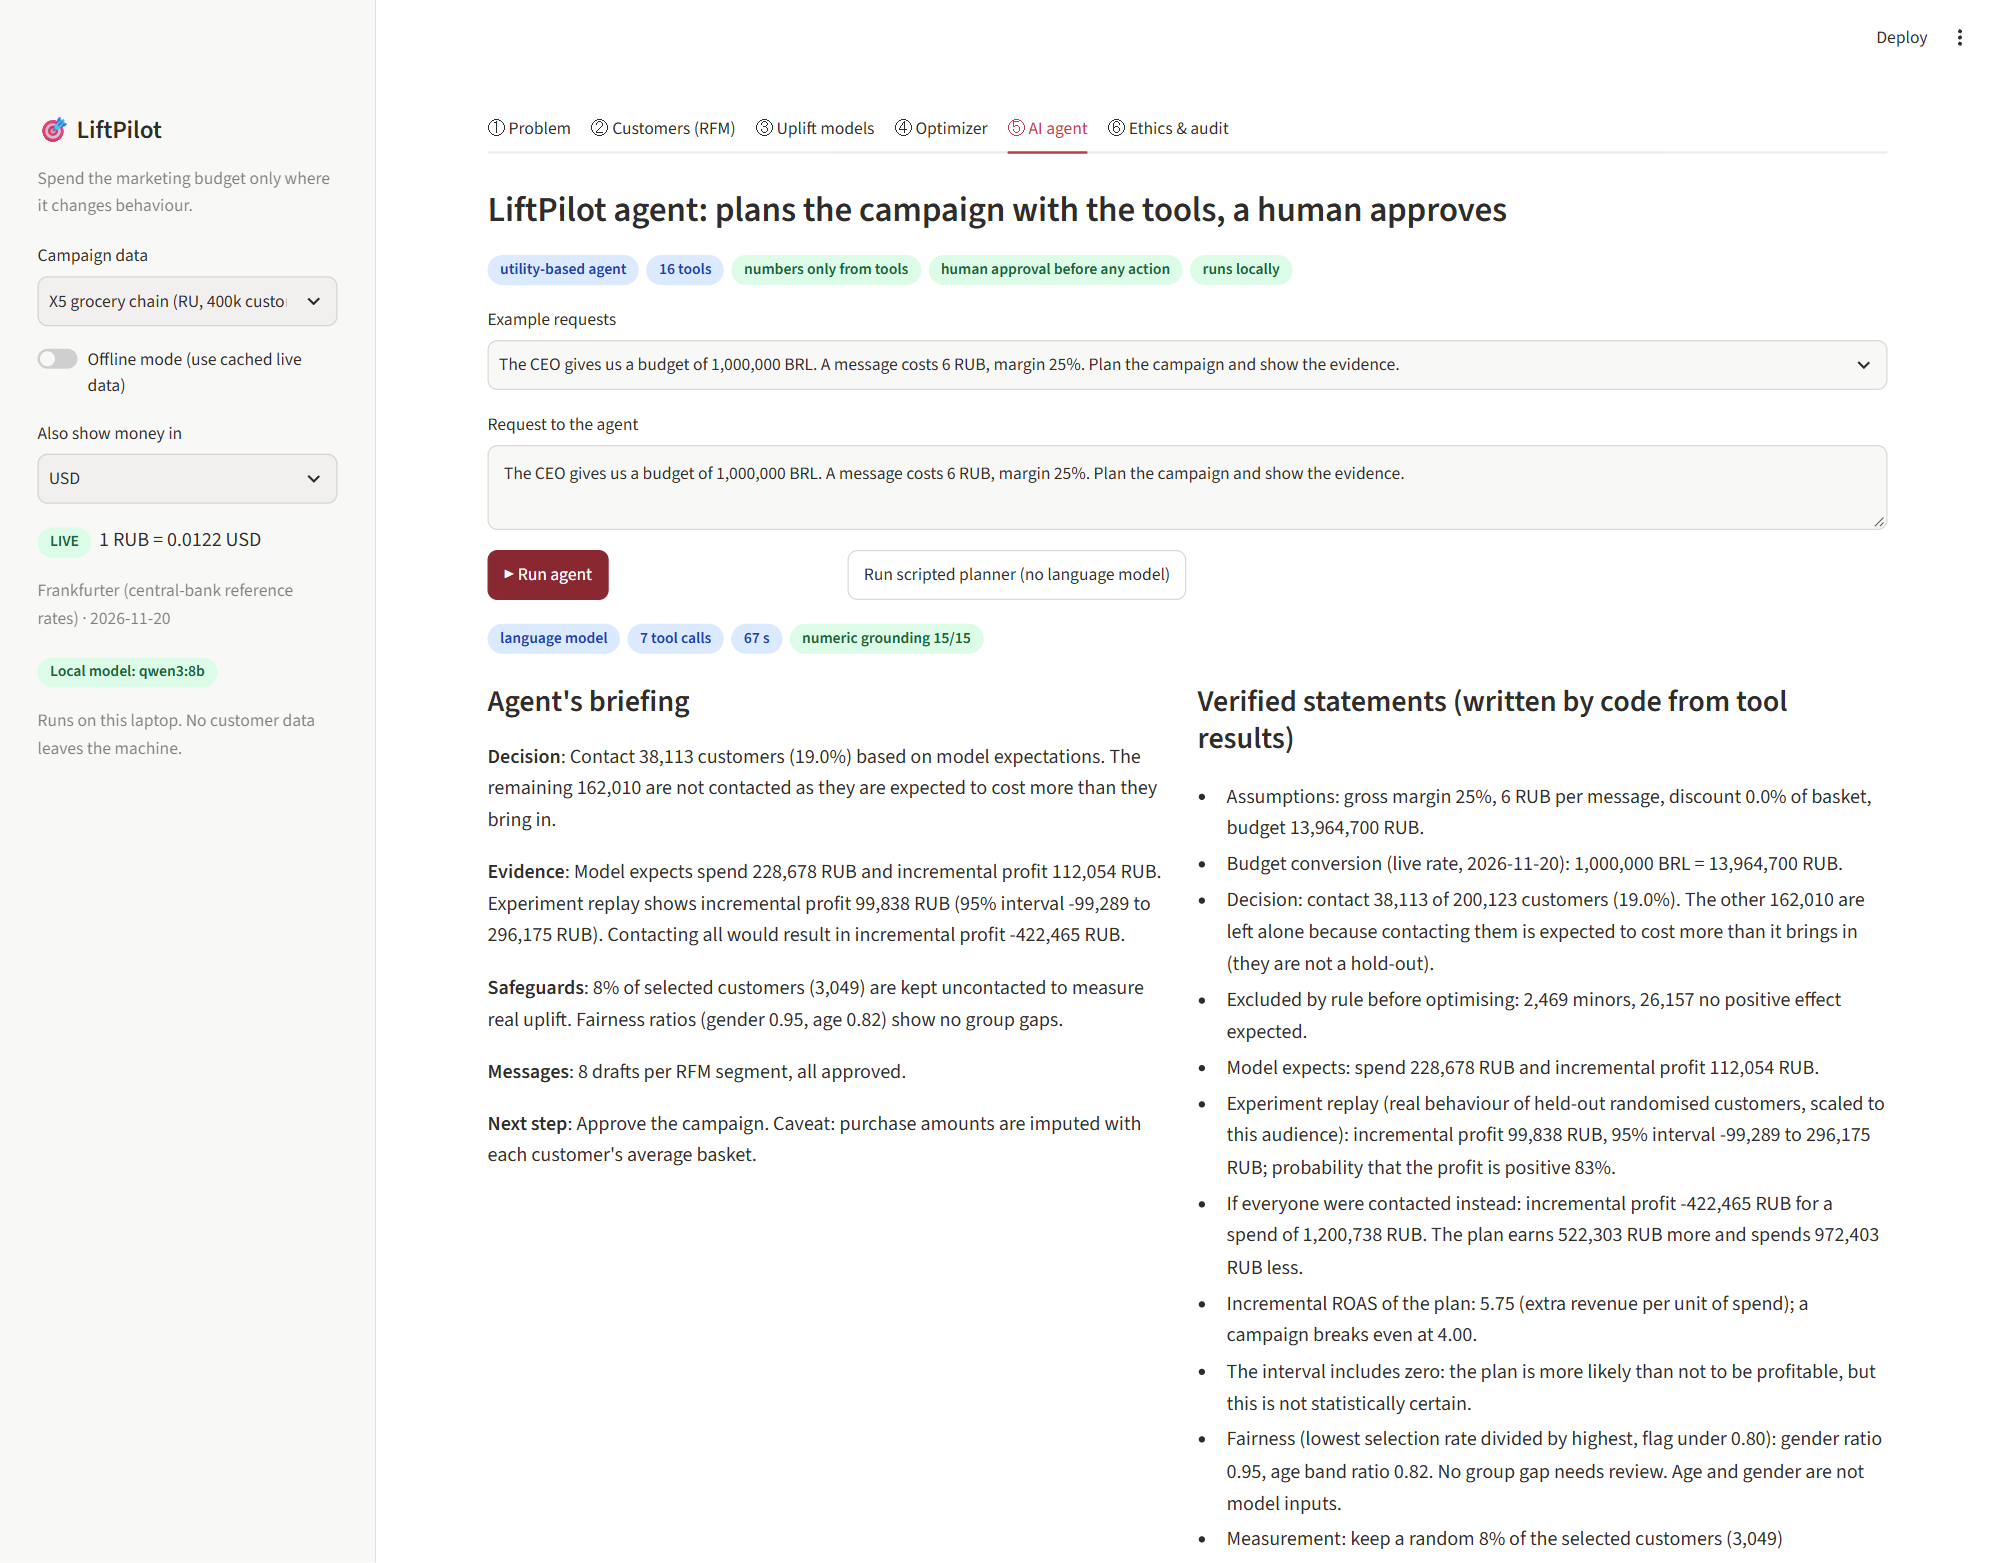 Deploy
LiftPilot
Spend the marketing budget only where
it changes behaviour.
Campaign data
X5 grocery chain (RU, 400k custo
Offline mode (use cached live
data)
Also show money in
USD
LIVE 1 RUB = 0.0122 USD
Frankfurter (central-bank reference
rates) · 2026-11-20
Local model: qwen3:8b
Runs on this laptop. No customer data
leaves the machine.
① Problem ② Customers (RFM) ③ Uplift models ④ Optimizer ⑤ AI agent ⑥ Ethics & audit
LiftPilot agent: plans the campaign with the tools, a human approves
utility-based agent 16 tools numbers only from tools human approval before any action runs locally
Example requests
The CEO gives us a budget of 1,000,000 BRL. A message costs 6 RUB, margin 25%. Plan the campaign and show the evidence.
Request to the agent
The CEO gives us a budget of 1,000,000 BRL. A message costs 6 RUB, margin 25%. Plan the campaign and show the evidence.
▶ Run agent Run scripted planner (no language model)
language model 7 tool calls 67 s numeric grounding 15/15
Agent's briefing
Decision: Contact 38,113 customers (19.0%) based on model expectations. The
remaining 162,010 are not contacted as they are expected to cost more than they
bring in.
Evidence: Model expects spend 228,678 RUB and incremental profit 112,054 RUB.
Experiment replay shows incremental profit 99,838 RUB (95% interval -99,289 to
296,175 RUB). Contacting all would result in incremental profit -422,465 RUB.
Safeguards: 8% of selected customers (3,049) are kept uncontacted to measure
real uplift. Fairness ratios (gender 0.95, age 0.82) show no group gaps.
Messages: 8 drafts per RFM segment, all approved.
Next step: Approve the campaign. Caveat: purchase amounts are imputed with
each customer's average basket.
Verified statements (written by code from tool
results)
• Assumptions: gross margin 25%, 6 RUB per message, discount 0.0% of basket,
budget 13,964,700 RUB.
• Budget conversion (live rate, 2026-11-20): 1,000,000 BRL = 13,964,700 RUB.
• Decision: contact 38,113 of 200,123 customers (19.0%). The other 162,010 are
left alone because contacting them is expected to cost more than it brings in
(they are not a hold-out).
• Excluded by rule before optimising: 2,469 minors, 26,157 no positive effect
expected.
• Model expects: spend 228,678 RUB and incremental profit 112,054 RUB.
• Experiment replay (real behaviour of held-out randomised customers, scaled to
this audience): incremental profit 99,838 RUB, 95% interval -99,289 to 296,175
RUB; probability that the profit is positive 83%.
• If everyone were contacted instead: incremental profit -422,465 RUB for a
spend of 1,200,738 RUB. The plan earns 522,303 RUB more and spends 972,403
RUB less.
• Incremental ROAS of the plan: 5.75 (extra revenue per unit of spend); a
campaign breaks even at 4.00.
• The interval includes zero: the plan is more likely than not to be profitable, but
this is not statistically certain.
• Fairness (lowest selection rate divided by highest, flag under 0.80): gender ratio
0.95, age band ratio 0.82. No group gap needs review. Age and gender are not
model inputs.
• Measurement: keep a random 8% of the selected customers (3,049)